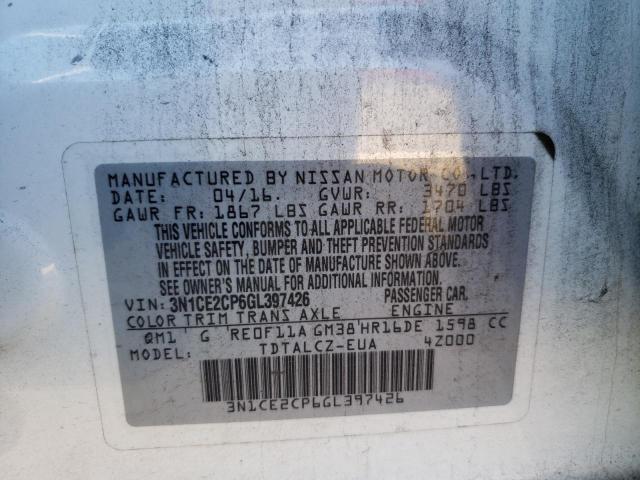 MANUFACTURED BY NISSAN MOTOR CO., LTD.
DATE: 04/16. GVWR: 3470 LBS
GAWR FR: 1867 LBS GAWR RR: 1704 LBS
THIS VEHICLE CONFORMS TO ALL APPLICABLE FEDERAL MOTOR
VEHICLE SAFETY, BUMPER AND THEFT PREVENTION STANDARDS
IN EFFECT ON THE DATE OF MANUFACTURE SHOWN ABOVE.
SEE OWNERS MANUAL FOR ADDITIONAL INFORMATION.
VIN: 3N1CE2CP6GL397426 PASSENGER CAR.
COLOR TRIM TRANS AXLE ENGINE
QM1 G RE0F11A GM38 HR16DE 1598 CC
MODEL: TDTALCZ-EUA 4Z000
3N1CE2CP6GL397426